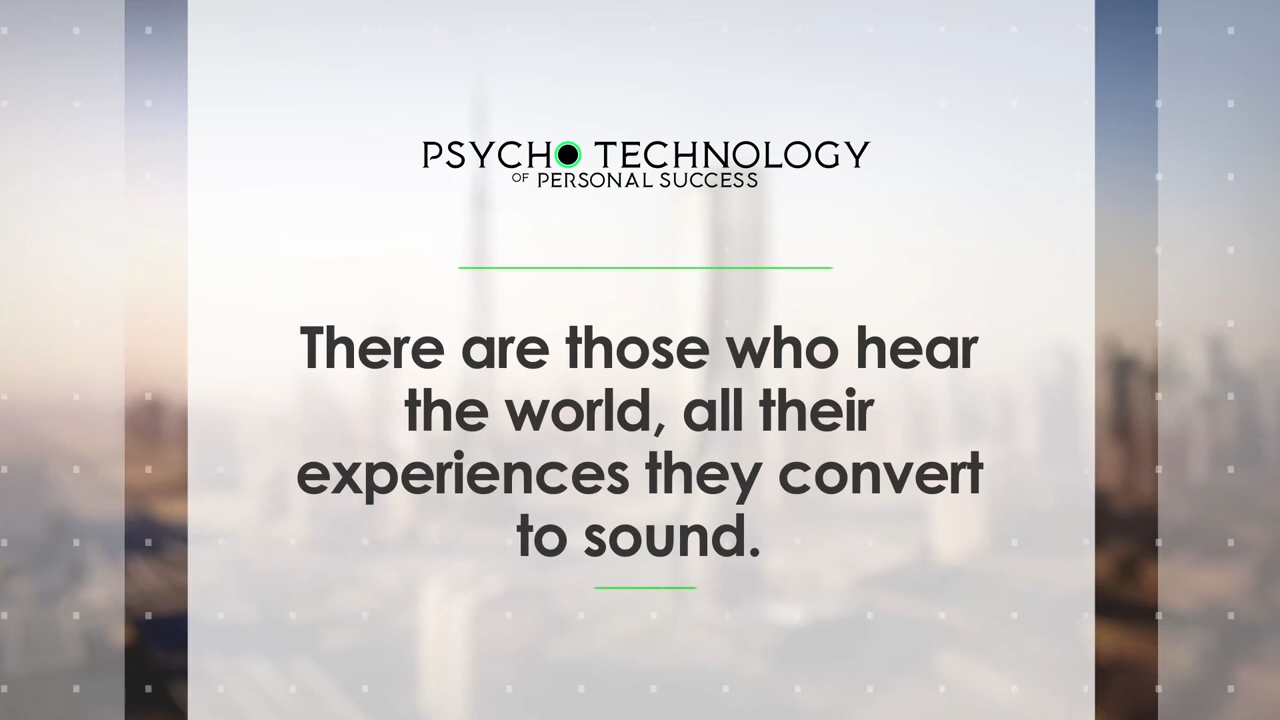 PSYCHO TECHNOLOGY
OF PERSONAL SUCCESS
There are those who hear
the world, all their
experiences they convert
to sound.